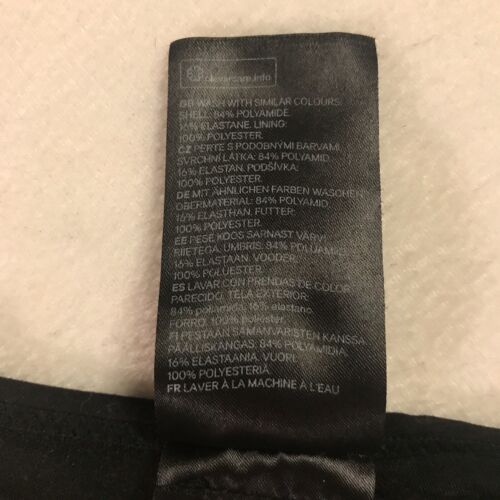 clevercare.info
GB WASH WITH SIMILAR COLOURS.
SHELL: 84% POLYAMIDE.
16% ELASTANE. LINING:
100% POLYESTER.
CZ PERTE S PODOBNÝMI BARVAMI.
SVRCHNÍ LÁTKA: 84% POLYAMID.
16% ELASTAN. PODŠÍVKA:
100% POLYESTER.
DE MIT ÄHNLICHEN FARBEN WASCHEN.
OBERMATERIAL: 84% POLYAMID.
16% ELASTHAN. FUTTER:
100% POLYESTER.
EE PESE KOOS SARNAST VÄRVI
RIIETEGA. UMBRIS: 84% POLÜAMIID.
16% ELASTAAN. VOODER:
100% POLÜESTER.
ES LAVAR CON PRENDAS DE COLOR
PARECIDO. TELA EXTERIOR:
84% poliamida. 16% elastano.
FORRO: 100% poliéster.
FI PESTÄÄN SAMANVÄRISTEN KANSSA.
PÄÄLLISKANGAS: 84% POLYAMIDIA.
16% ELASTAANIA. VUORI:
100% POLYESTERIÄ.
FR LAVER À LA MACHINE À L'EAU